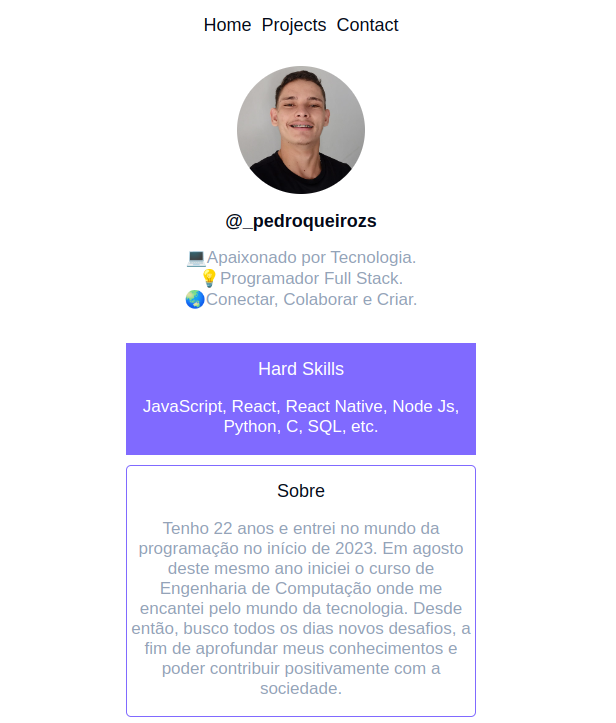 Home Projects Contact
@_pedroqueirozs
💻Apaixonado por Tecnologia.
💡Programador Full Stack.
🌏Conectar, Colaborar e Criar.
Hard Skills
JavaScript, React, React Native, Node Js,
Python, C, SQL, etc.
Sobre
Tenho 22 anos e entrei no mundo da
programação no início de 2023. Em agosto
deste mesmo ano iniciei o curso de
Engenharia de Computação onde me
encantei pelo mundo da tecnologia. Desde
então, busco todos os dias novos desafios, a
fim de aprofundar meus conhecimentos e
poder contribuir positivamente com a
sociedade.